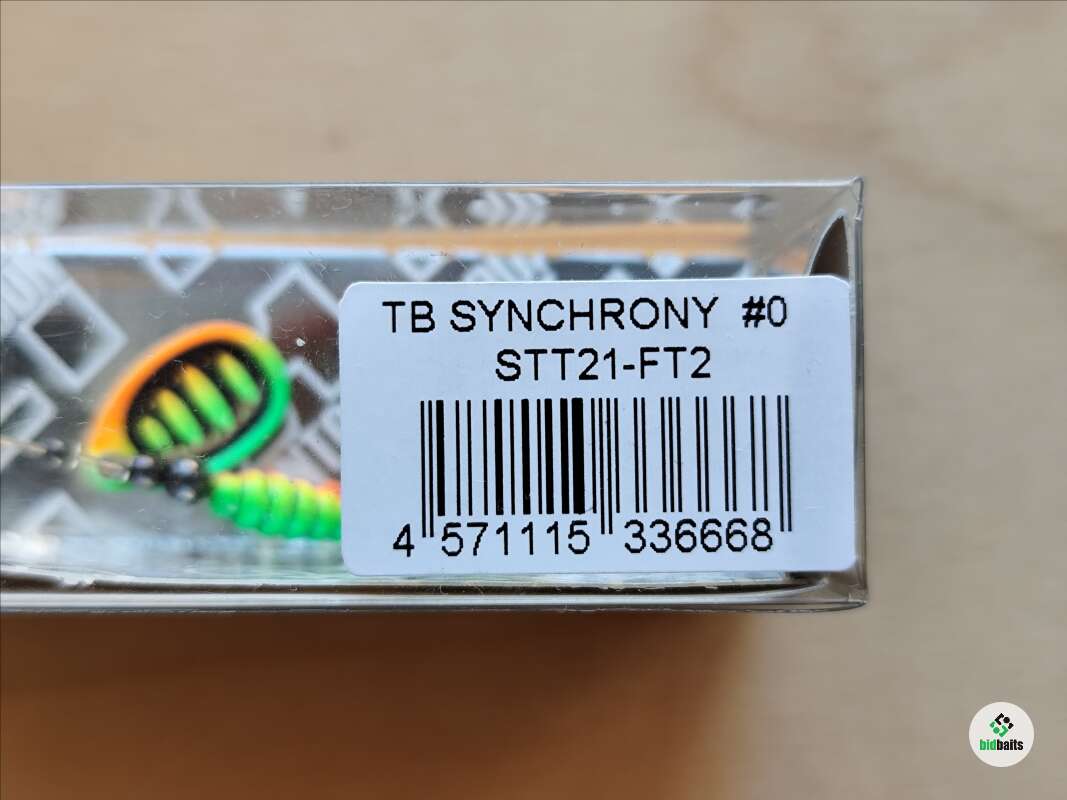 TB SYNCHRONY #0
STT21-FT2
4 571115 336668
bidbaits